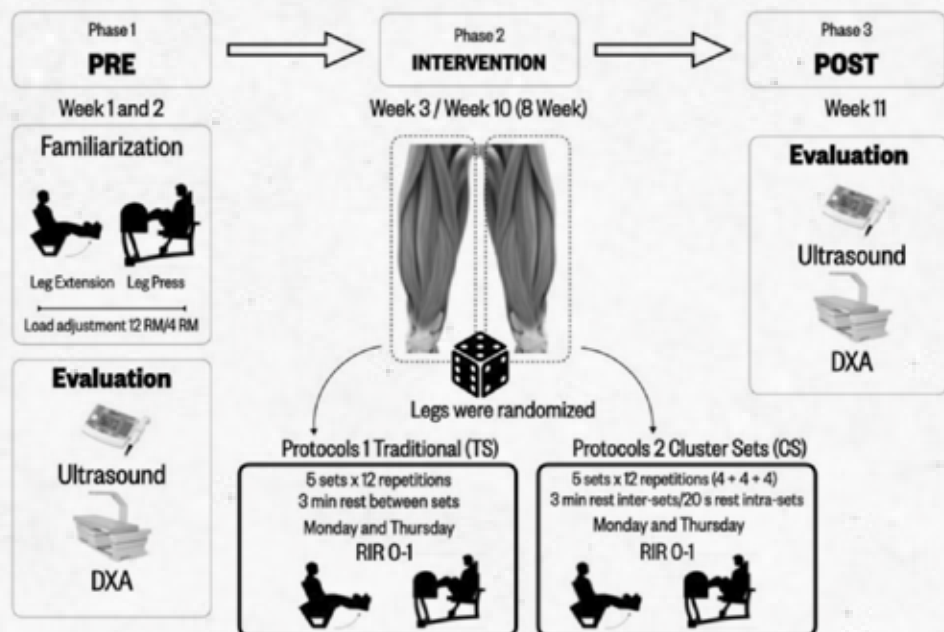 Phase 1
PRE
Phase 2
INTERVENTION
Phase 3
POST
Week 1 and 2
Week 3 / Week 10 (8 Week)
Week 11
Familiarization
Leg Extension
Leg Press
Load adjustment 12 RM/4 RM
Evaluation
Ultrasound
DXA
Legs were randomized
Protocols 1 Traditional (TS)
5 sets x 12 repetitions
3 min rest between sets
Monday and Thursday
RIR 0-1
Protocols 2 Cluster Sets (CS)
5 sets x 12 repetitions (4 + 4 + 4)
3 min rest inter-sets/20 s rest intra-sets
Monday and Thursday
RIR 0-1
Evaluation
Ultrasound
DXA